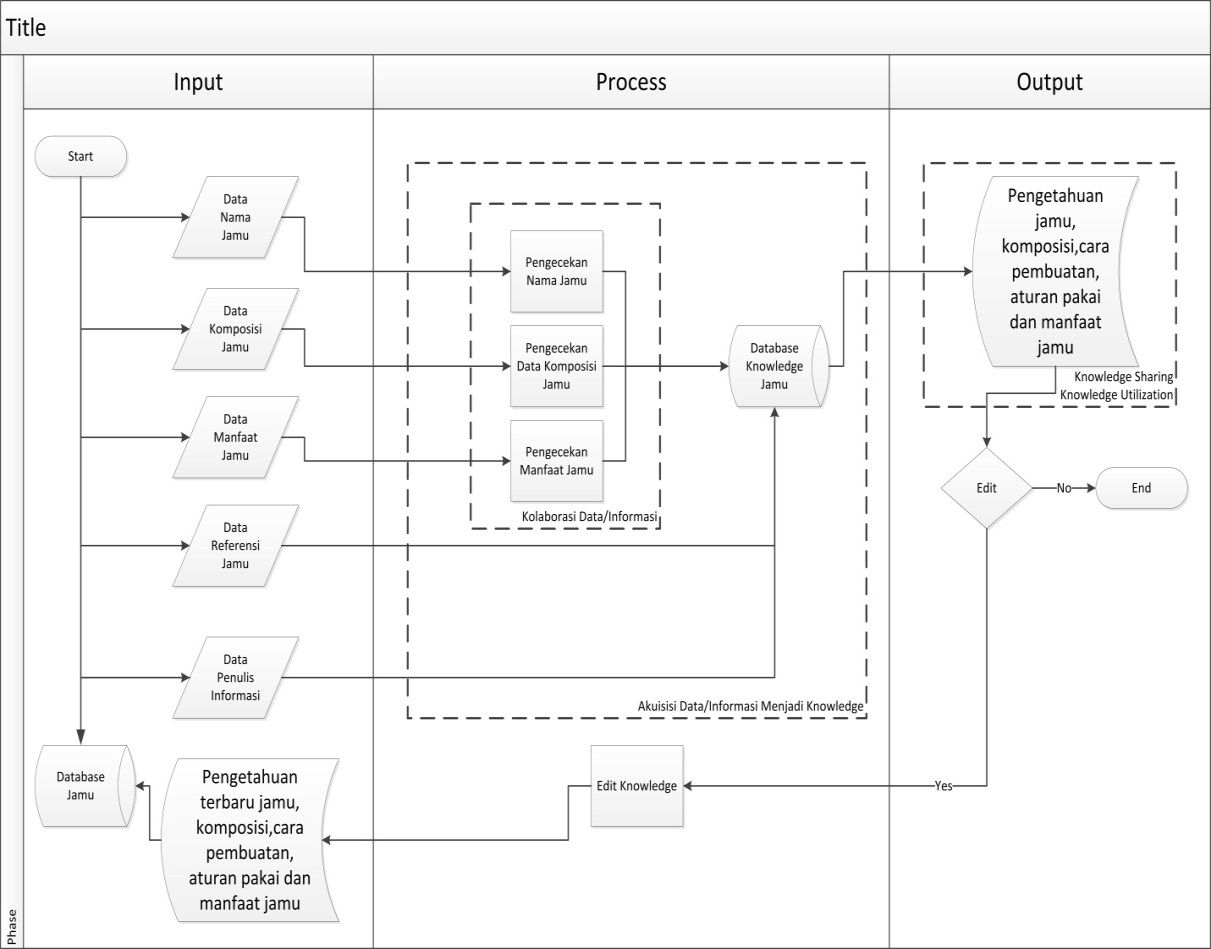 Title
Input
Process
Output
Phase
Start
Data
Nama
Jamu
Data
Komposisi
Jamu
Data
Manfaat
Jamu
Data
Referensi
Jamu
Data
Penulis
Informasi
Database
Jamu
Pengetahuan
terbaru jamu,
komposisi,cara
pembuatan,
aturan pakai dan
manfaat jamu
Pengecekan
Nama Jamu
Pengecekan
Data Komposisi
Jamu
Pengecekan
Manfaat Jamu
Kolaborasi Data/Informasi
Database
Knowledge
Jamu
Akuisisi Data/Informasi Menjadi Knowledge
Edit Knowledge
Pengetahuan
jamu,
komposisi,cara
pembuatan,
aturan pakai
dan manfaat
jamu
Knowledge Sharing
Knowledge Utilization
Edit
No
End
Yes